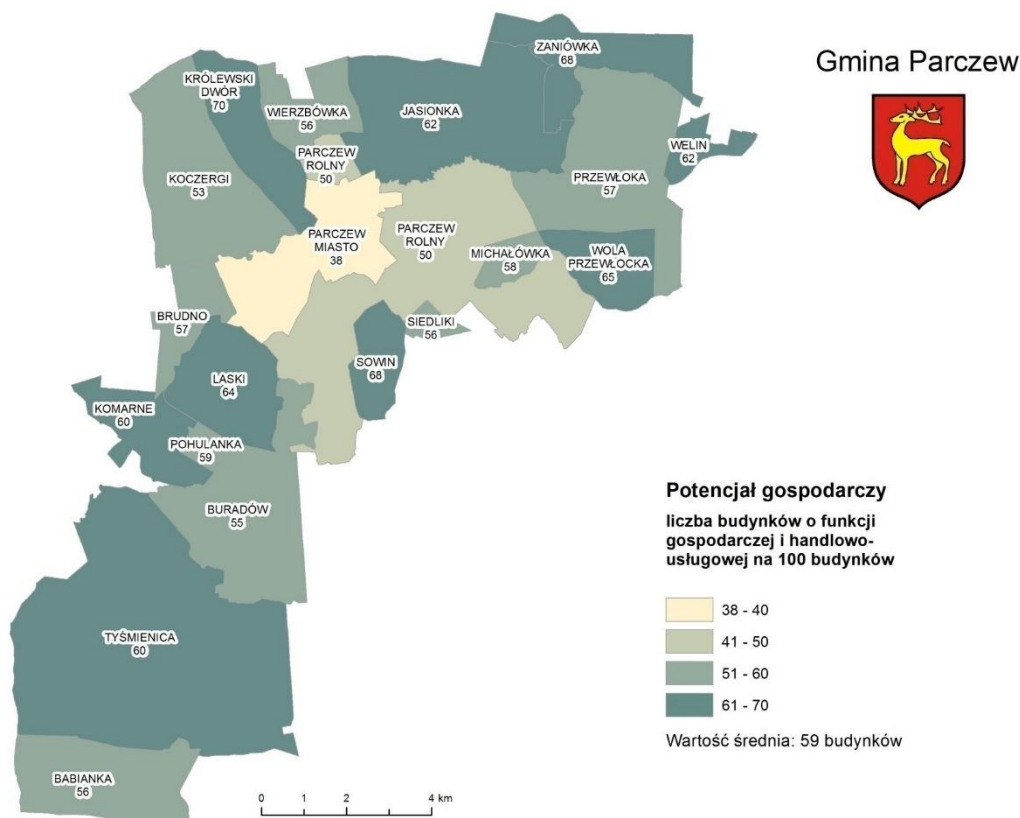 Gmina Parczew
ZANIÓWKA
68
KRÓLEWSKI
DWÓR
70
WIERZBÓWKA
56
JASIONKA
62
WELIN
62
PARCZEW
ROLNY
50
KOCZERGI
53
PRZEWŁOKA
57
PARCZEW
MIASTO
38
PARCZEW
ROLNY
50
MICHAŁÓWKA
58
WOLA
PRZEWŁOCKA
65
BRUDNO
57
SIEDLIKI
56
SOWIN
68
LASKI
64
KOMARNE
60
POHULANKA
59
BURADÓW
55
TYŚMIENICA
60
BABIANKA
56
Potencjał gospodarczy
liczba budynków o funkcji
gospodarczej i handlowo-
usługowej na 100 budynków
38 - 40
41 - 50
51 - 60
61 - 70
Wartość średnia: 59 budynków
0 1 2 4 km